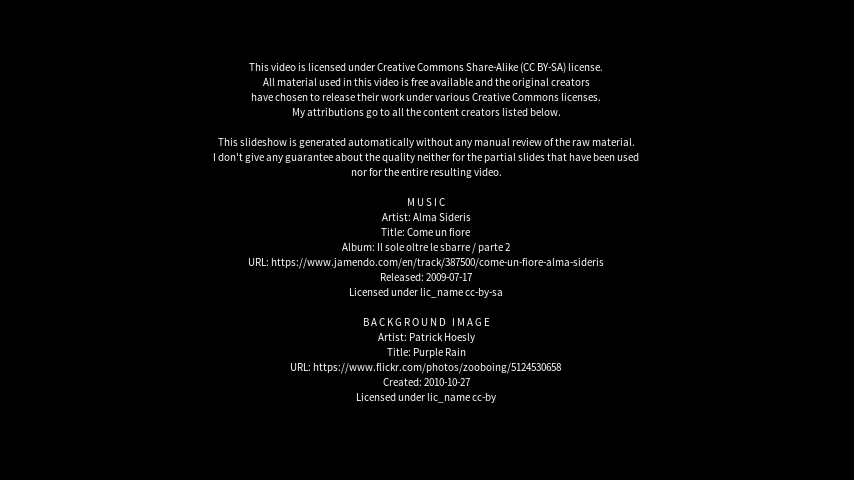 This video is licensed under Creative Commons Share-Alike (CC BY-SA) license.
All material used in this video is free available and the original creators
have chosen to release their work under various Creative Commons licenses.
My attributions go to all the content creators listed below.
This slideshow is generated automatically without any manual review of the raw material.
I don't give any guarantee about the quality neither for the partial slides that have been used
nor for the entire resulting video.
MUSIC
Artist: Alma Sideris
Title: Come un fiore
Album: Il sole oltre le sbarre / parte 2
URL: https://www.jamendo.com/en/track/387500/come-un-fiore-alma-sideris
Released: 2009-07-17
Licensed under lic_name cc-by-sa
BACKGROUND IMAGE
Artist: Patrick Hoesly
Title: Purple Rain
URL: https://www.flickr.com/photos/zooboing/5124530658
Created: 2010-10-27
Licensed under lic_name cc-by